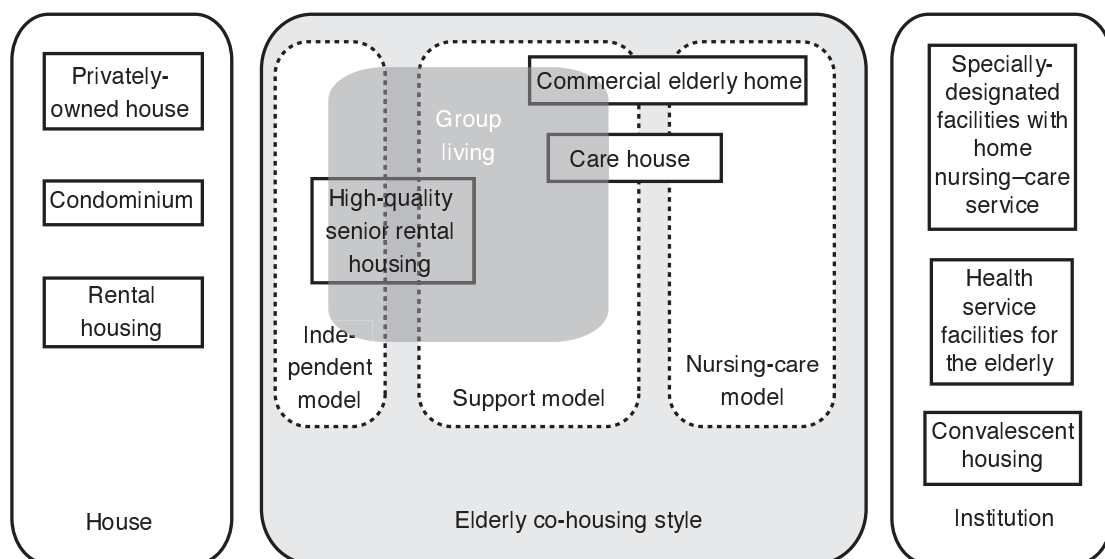 Privately-
owned house
Condominium
Rental
housing
House
Commercial elderly home
Group
living
Care house
High-quality
senior rental
housing
Inde-
pendent
model
Support model
Nursing-care
model
Elderly co-housing style
Specially-
designated
facilities with
home
nursing–care
service
Health
service
facilities for
the elderly
Convalescent
housing
Institution